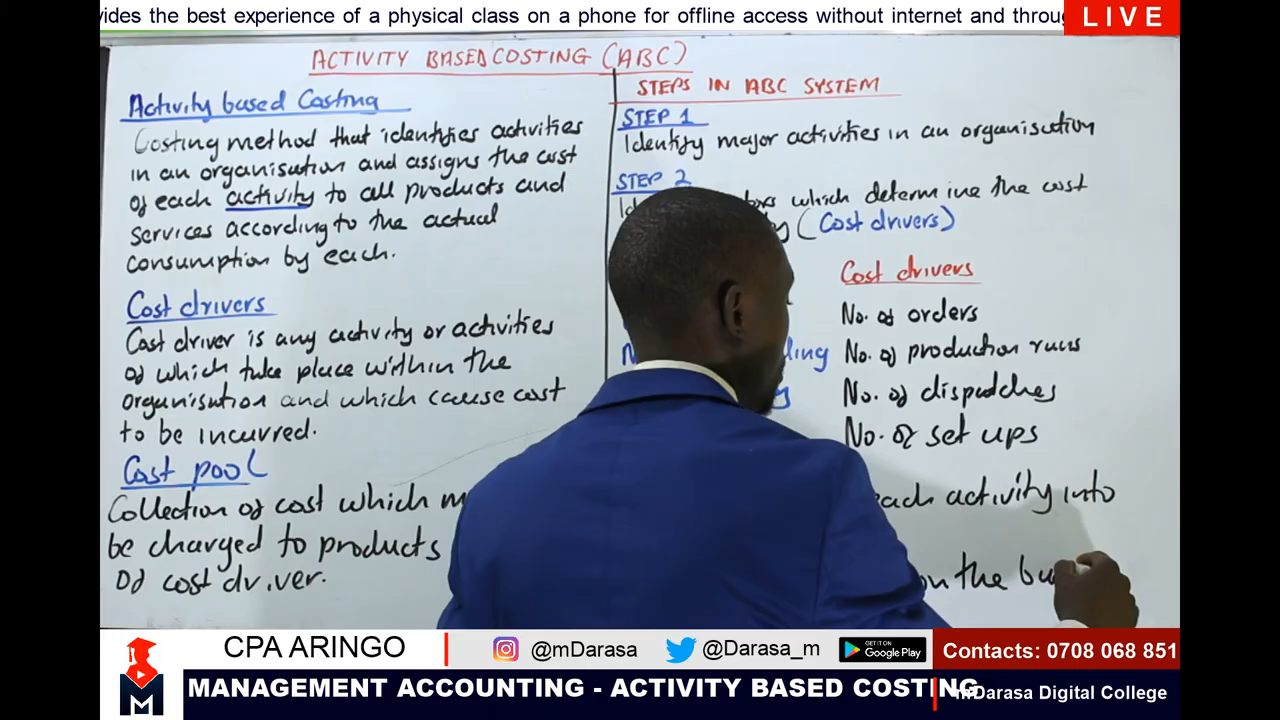 vides the best experience of a physical class on a phone for offline access without internet and throu
LIVE
ACTIVITY BASED COSTING (ABC)
Activity based Costing
Costing method that identifies activities
in an organisation and assigns the cost
of each activity to all products and
services according to the actual
consumption by each.
Cost drivers
Cost driver is any activity or activities
of which take place within the
organisation and which cause cost
to be incurred.
Cost pool
Collection of cost which
be charged to products
of cost driver.
STEPS IN ABC SYSTEM
STEP 1
Identify major activities in an organisation
STEP 2
which determine the cost
(Cost drivers)
Cost drivers
No. of orders
No. of production runs
No. of dispatches
No. of set ups
each activity into
on the
CPA ARINGO
@mDarasa
@Darasa_m
GET IT ON
Google Play
Contacts: 0708 068 851
MANAGEMENT ACCOUNTING - ACTIVITY BASED COSTING
mDarasa Digital College